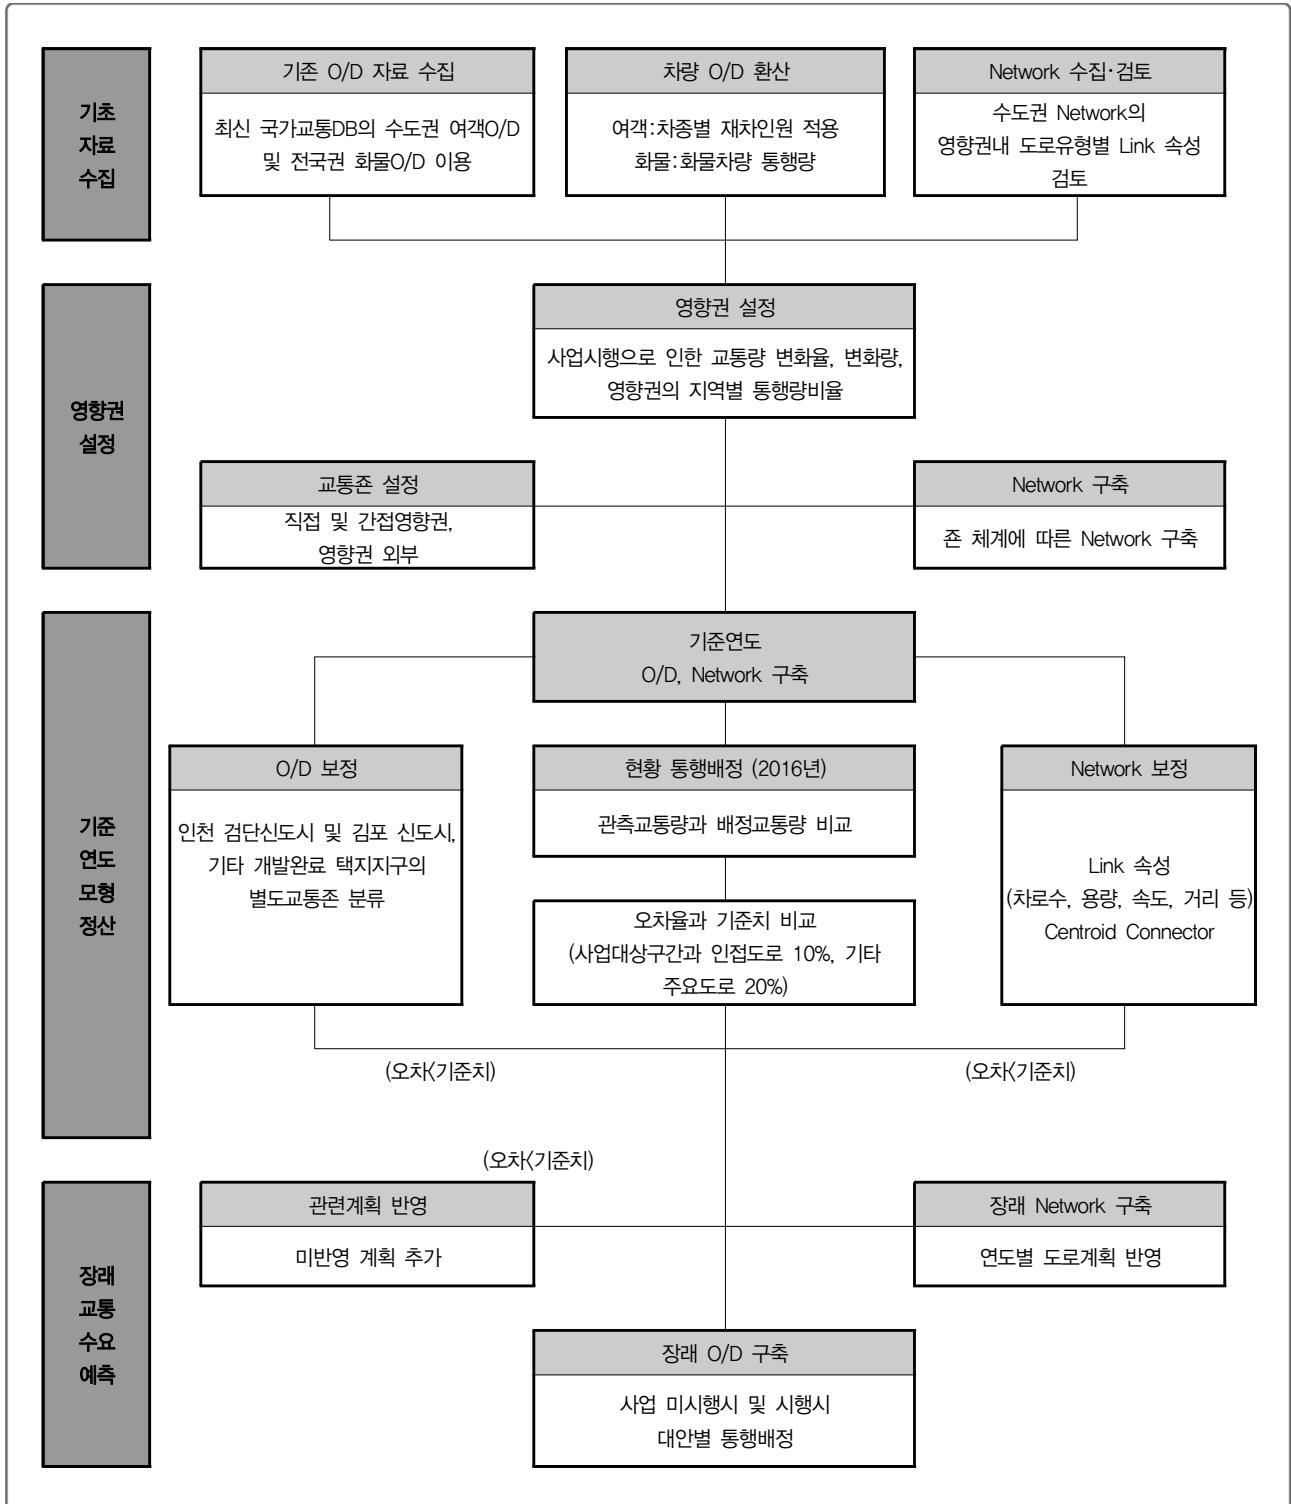 기초
자료
수집
기존 O/D 자료 수집
최신 국가교통DB의 수도권 여객O/D
및 전국권 화물O/D 이용
차량 O/D 환산
여객:차종별 재차인원 적용
화물:화물차량 통행량
Network 수집·검토
수도권 Network의
영향권내 도로유형별 Link 속성
검토
영향권
설정
영향권 설정
사업시행으로 인한 교통량 변화율, 변화량,
영향권의 지역별 통행량비율
교통죤 설정
직접 및 간접영향권,
영향권 외부
Network 구축
죤 체계에 따른 Network 구축
기준
연도
모형
정산
기준연도
O/D, Network 구축
O/D 보정
인천 검단신도시 및 김포 신도시,
기타 개발완료 택지지구의
별도교통존 분류
현황 통행배정 (2016년)
관측교통량과 배정교통량 비교
오차율과 기준치 비교
(사업대상구간과 인접도로 10%, 기타
주요도로 20%)
Network 보정
Link 속성
(차로수, 용량, 속도, 거리 등)
Centroid Connector
(오차〈기준치)
(오차〈기준치)
(오차〈기준치)
장래
교통
수요
예측
관련계획 반영
미반영 계획 추가
장래 Network 구축
연도별 도로계획 반영
장래 O/D 구축
사업 미시행시 및 시행시
대안별 통행배정